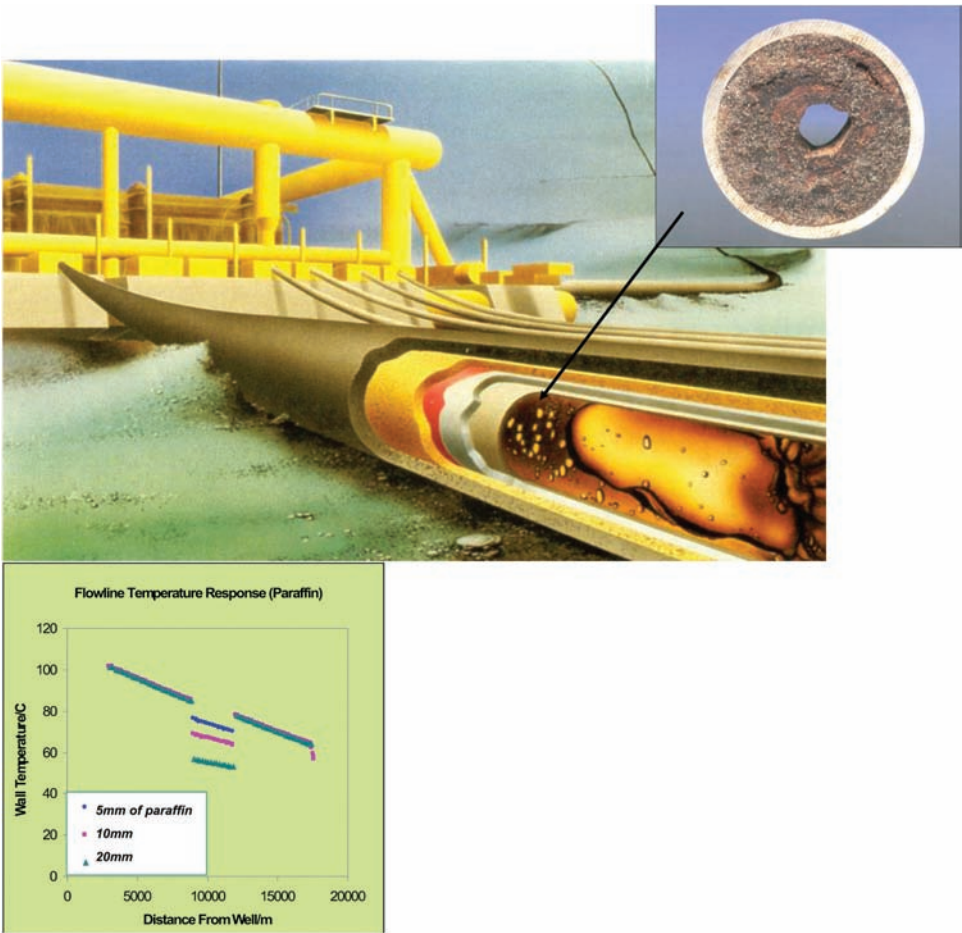 Flowline Temperature Response (Paraffin)
120
100
80
60
40
20
0
Wall Temperature/C
5mm of paraffin
10mm
20mm
0 5000 10000 15000 20000
Distance From Well/m